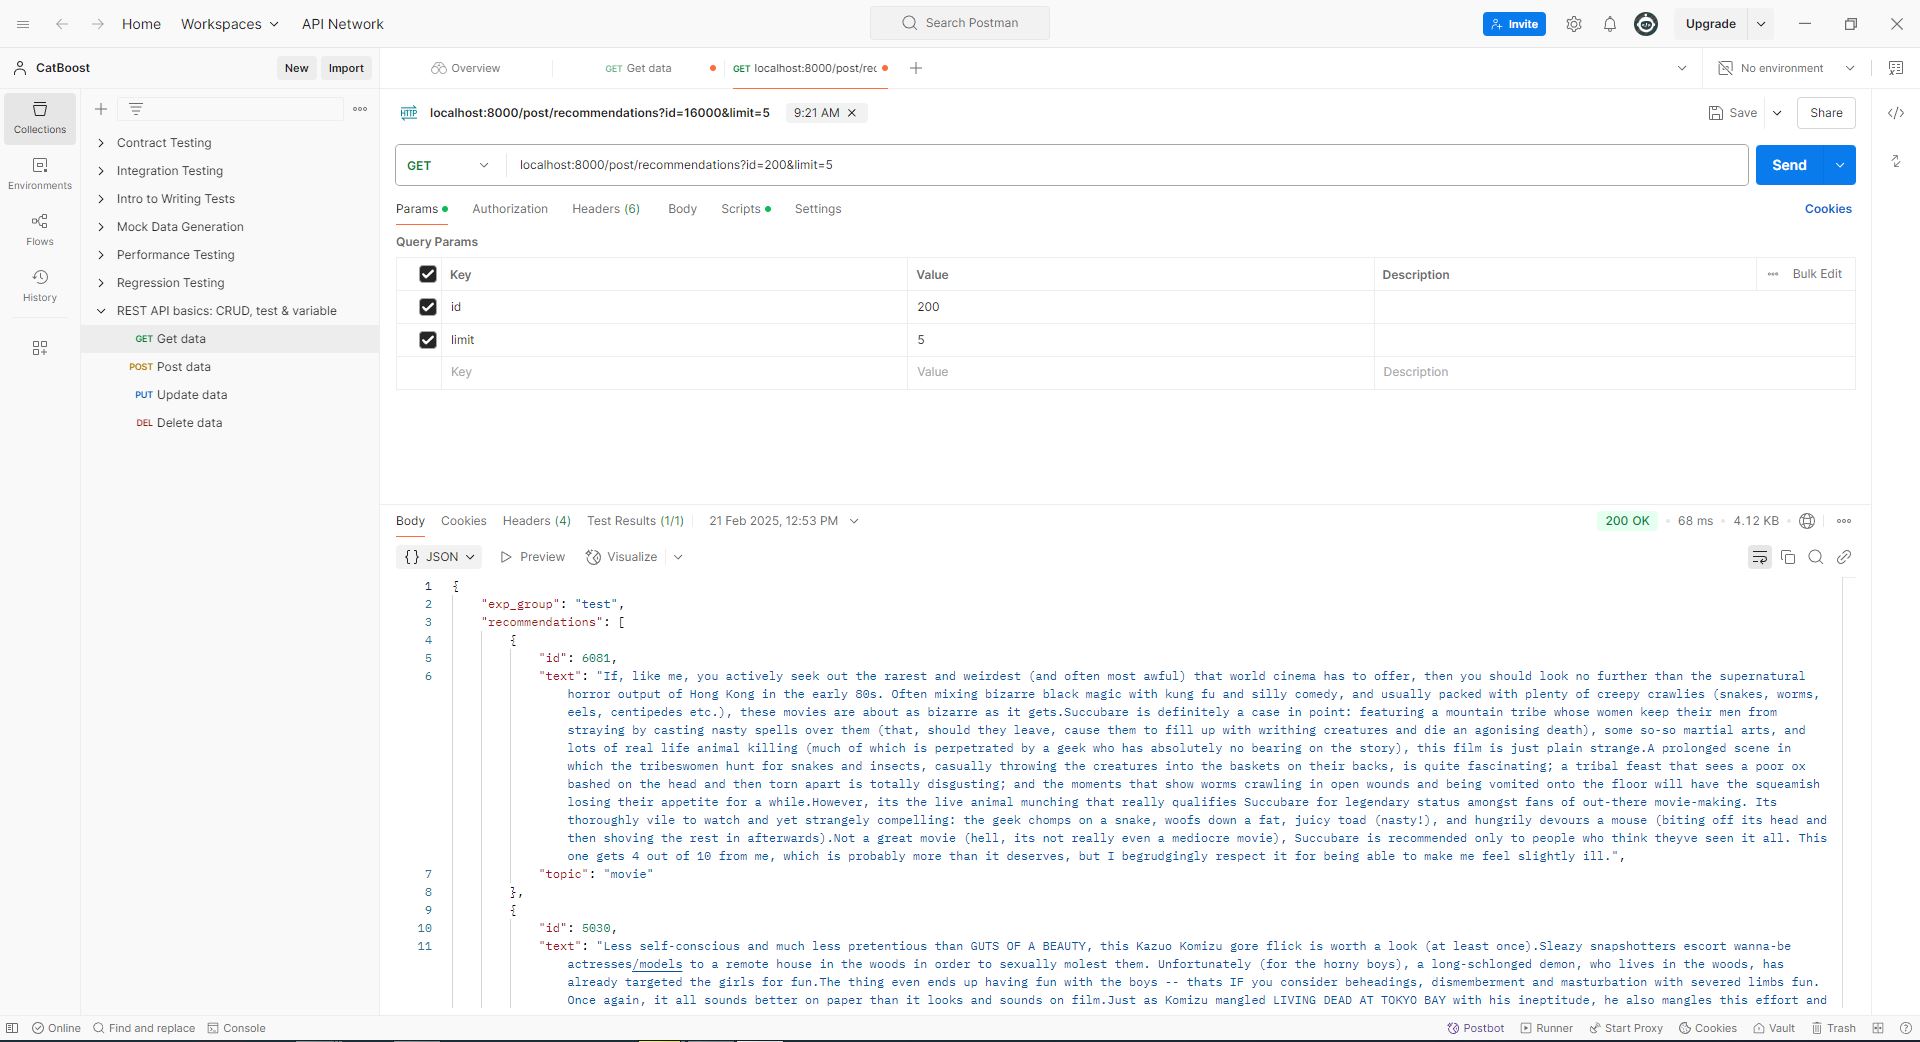 Home Workspaces API Network Search Postman Invite Upgrade
CatBoost New Import Overview GET Get data GET localhost:8000/post/rec No environment
HTTP localhost:8000/post/recommendations?id=16000&limit=5 9:21 AM Save Share
Collections
Environments
Flows
History
Contract Testing
Integration Testing
Intro to Writing Tests
Mock Data Generation
Performance Testing
Regression Testing
REST API basics: CRUD, test & variable
GET Get data
POST Post data
PUT Update data
DEL Delete data
GET localhost:8000/post/recommendations?id=200&limit=5 Send
Params Authorization Headers (6) Body Scripts Settings Cookies
Query Params
Key Value Description Bulk Edit
id 200
limit 5
Key Value Description
Body Cookies Headers (4) Test Results (1/1) 21 Feb 2025, 12:53 PM 200 OK 68 ms 4.12 KB
{} JSON Preview Visualize
1 {
2 "exp_group": "test",
3 "recommendations": [
4 {
5 "id": 6081,
6 "text": "If, like me, you actively seek out the rarest and weirdest (and often most awful) that world cinema has to offer, then you should look no further than the supernatural
horror output of Hong Kong in the early 80s. Often mixing bizarre black magic with kung fu and silly comedy, and usually packed with plenty of creepy crawlies (snakes, worms,
eels, centipedes etc.), these movies are about as bizarre as it gets.Succubare is definitely a case in point: featuring a mountain tribe whose women keep their men from
straying by casting nasty spells over them (that, should they leave, cause them to fill up with writhing creatures and die an agonising death), some so-so martial arts, and
lots of real life animal killing (much of which is perpetrated by a geek who has absolutely no bearing on the story), this film is just plain strange.A prolonged scene in
which the tribeswomen hunt for snakes and insects, casually throwing the creatures into the baskets on their backs, is quite fascinating; a tribal feast that sees a poor ox
bashed on the head and then torn apart is totally disgusting; and the moments that show worms crawling in open wounds and being vomited onto the floor will have the squeamish
losing their appetite for a while.However, its the live animal munching that really qualifies Succubare for legendary status amongst fans of out-there movie-making. Its
thoroughly vile to watch and yet strangely compelling: the geek chomps on a snake, woofs down a fat, juicy toad (nasty!), and hungrily devours a mouse (biting off its head and
then shoving the rest in afterwards).Not a great movie (hell, its not really even a mediocre movie), Succubare is recommended only to people who think theyve seen it all. This
one gets 4 out of 10 from me, which is probably more than it deserves, but I begrudgingly respect it for being able to make me feel slightly ill.",
7 "topic": "movie"
8 },
9 {
10 "id": 5030,
11 "text": "Less self-conscious and much less pretentious than GUTS OF A BEAUTY, this Kazuo Komizu gore flick is worth a look (at least once).Sleazy snapshotters escort wanna-be
actresses/models to a remote house in the woods in order to sexually molest them. Unfortunately (for the horny boys), a long-schlonged demon, who lives in the woods, has
already targeted the girls for fun.The thing even ends up having fun with the boys -- thats IF you consider beheadings, dismemberment and masturbation with severed limbs fun.
Once again, it all sounds better on paper than it looks and sounds on film.Just as Komizu mangled LIVING DEAD AT TOKYO BAY with his ineptitude, he also mangles this effort and
Online Find and replace Console Postbot Runner Start Proxy Cookies Vault Trash